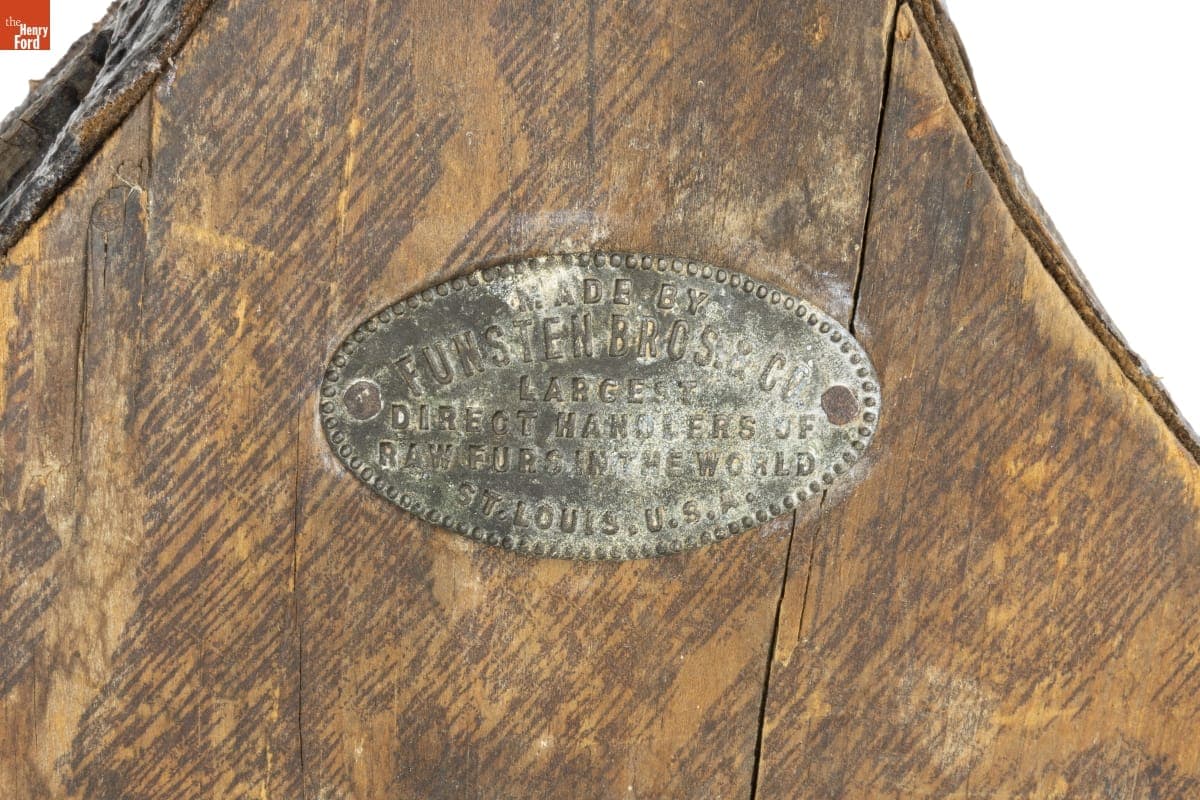 the
Henry
Ford
MADE BY
FUNSTEN BROS. & CO.
LARGEST
DIRECT HANDLERS OF
RAW FURS IN THE WORLD
ST. LOUIS, U.S.A.